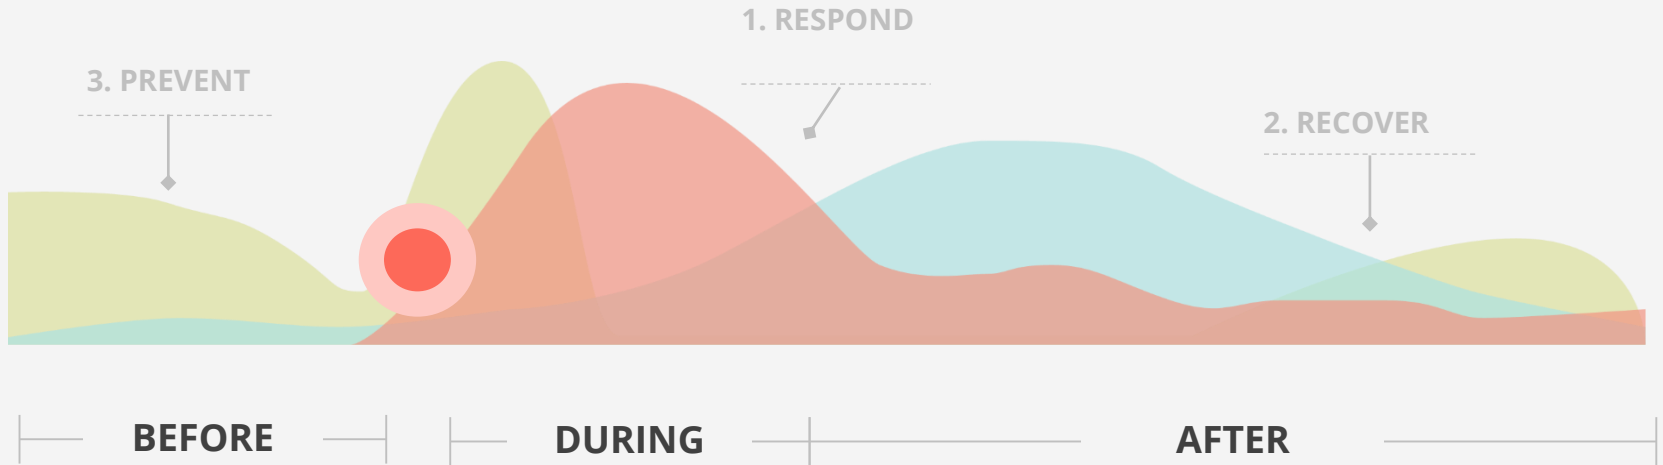 1. RESPOND
3. PREVENT
2. RECOVER
BEFORE
DURING
AFTER